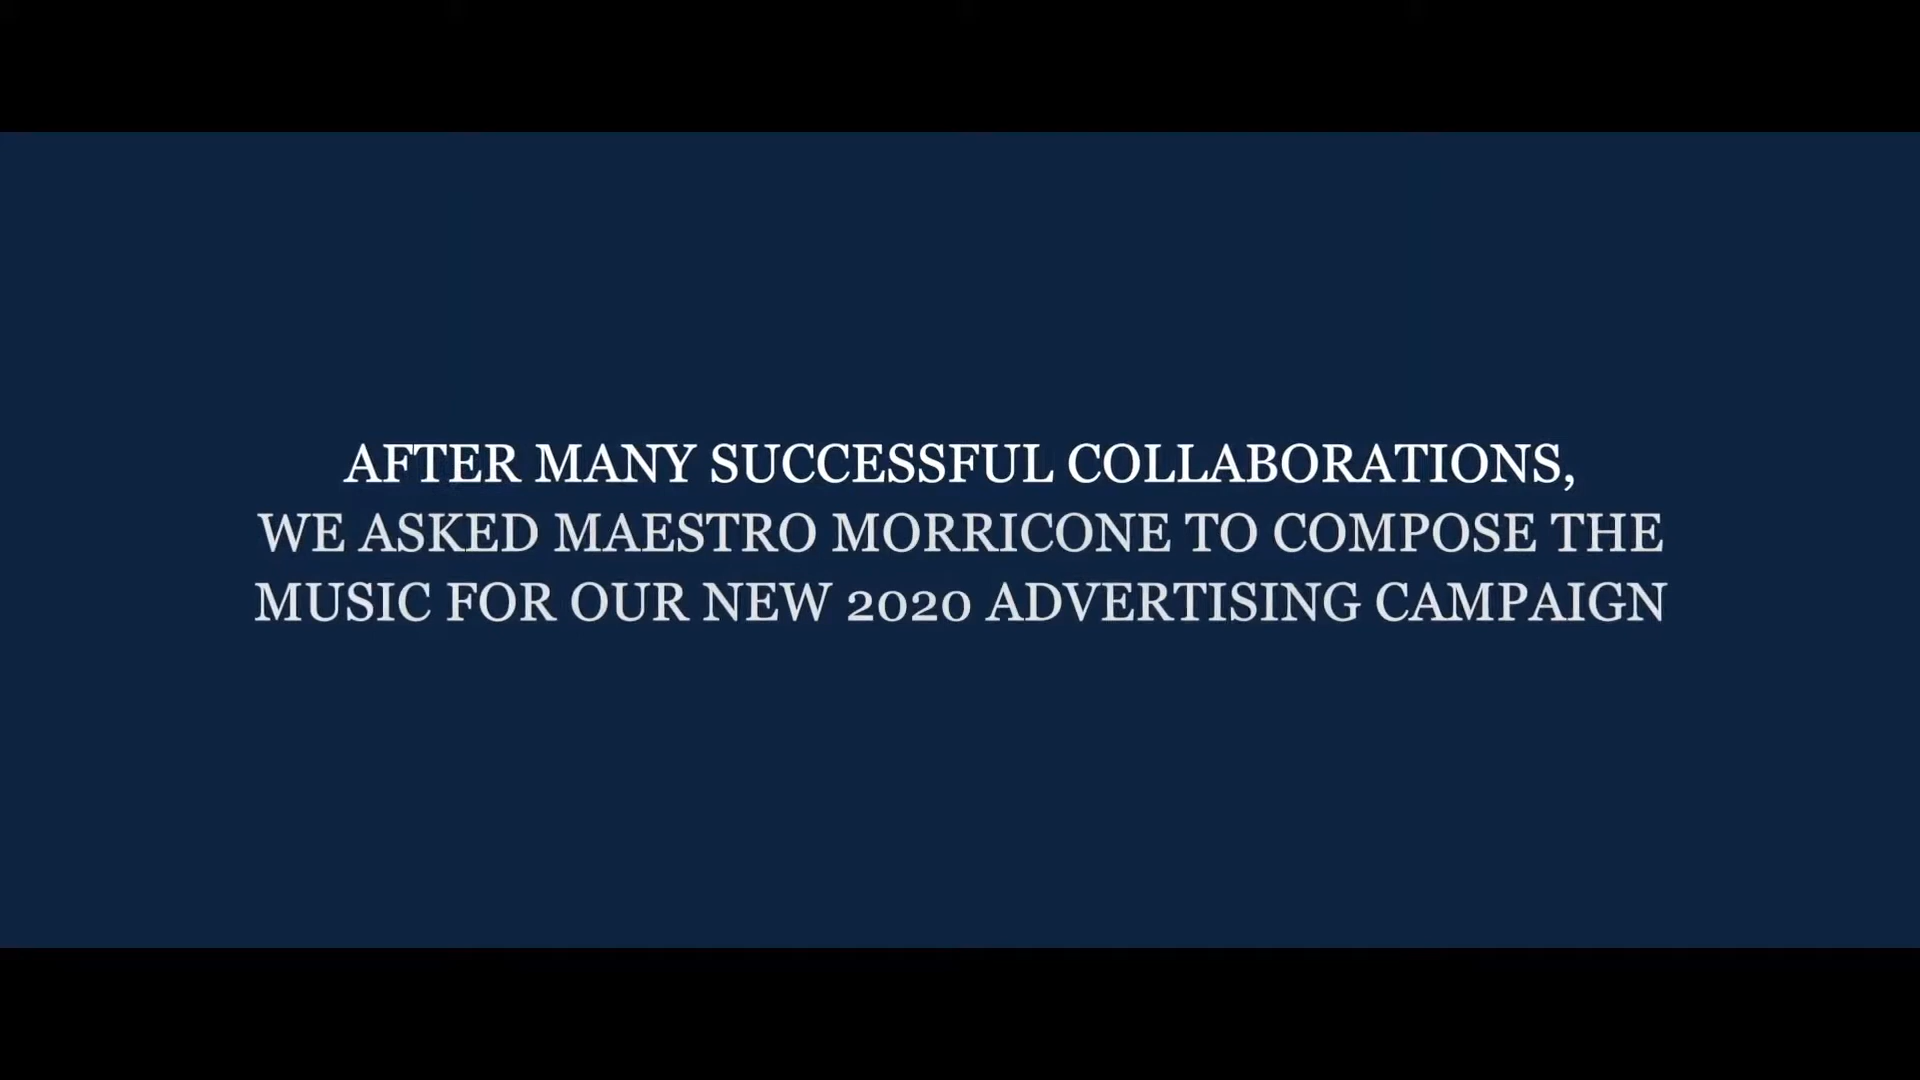 AFTER MANY SUCCESSFUL COLLABORATIONS,
WE ASKED MAESTRO MORRICONE TO COMPOSE THE
MUSIC FOR OUR NEW 2020 ADVERTISING CAMPAIGN